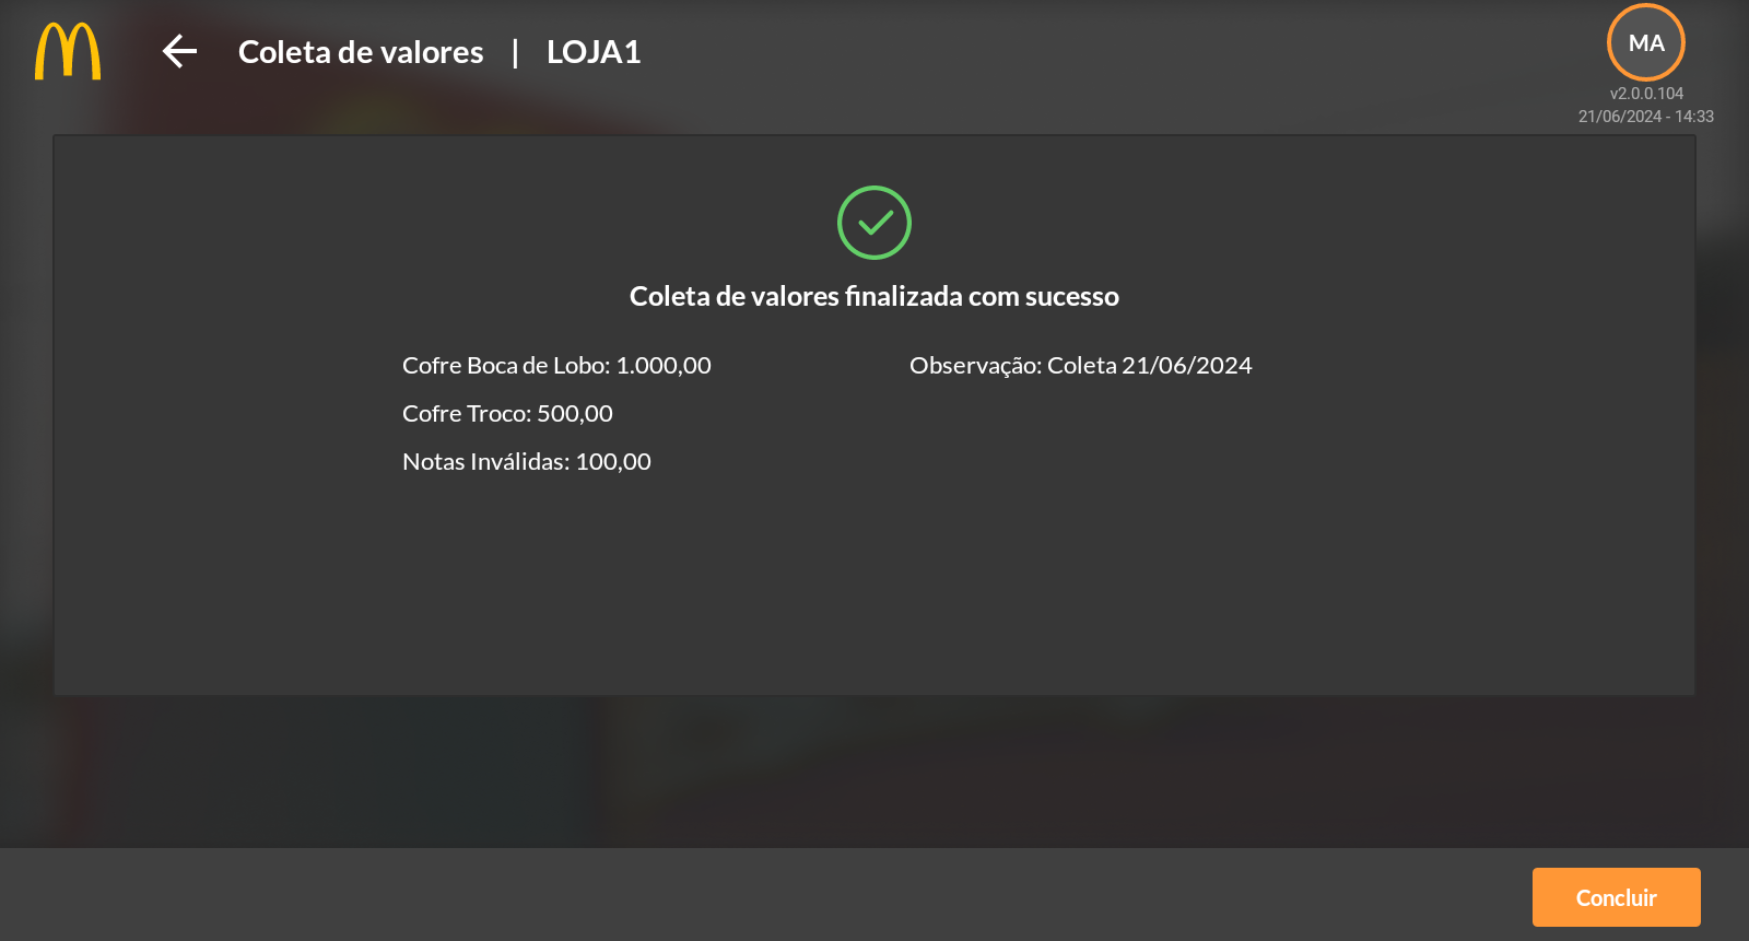 Coleta de valores | LOJA1
MA
v2.0.0.104
21/06/2024 - 14:33
Coleta de valores finalizada com sucesso
Cofre Boca de Lobo: 1.000,00
Observação: Coleta 21/06/2024
Cofre Troco: 500,00
Notas Inválidas: 100,00
Concluir